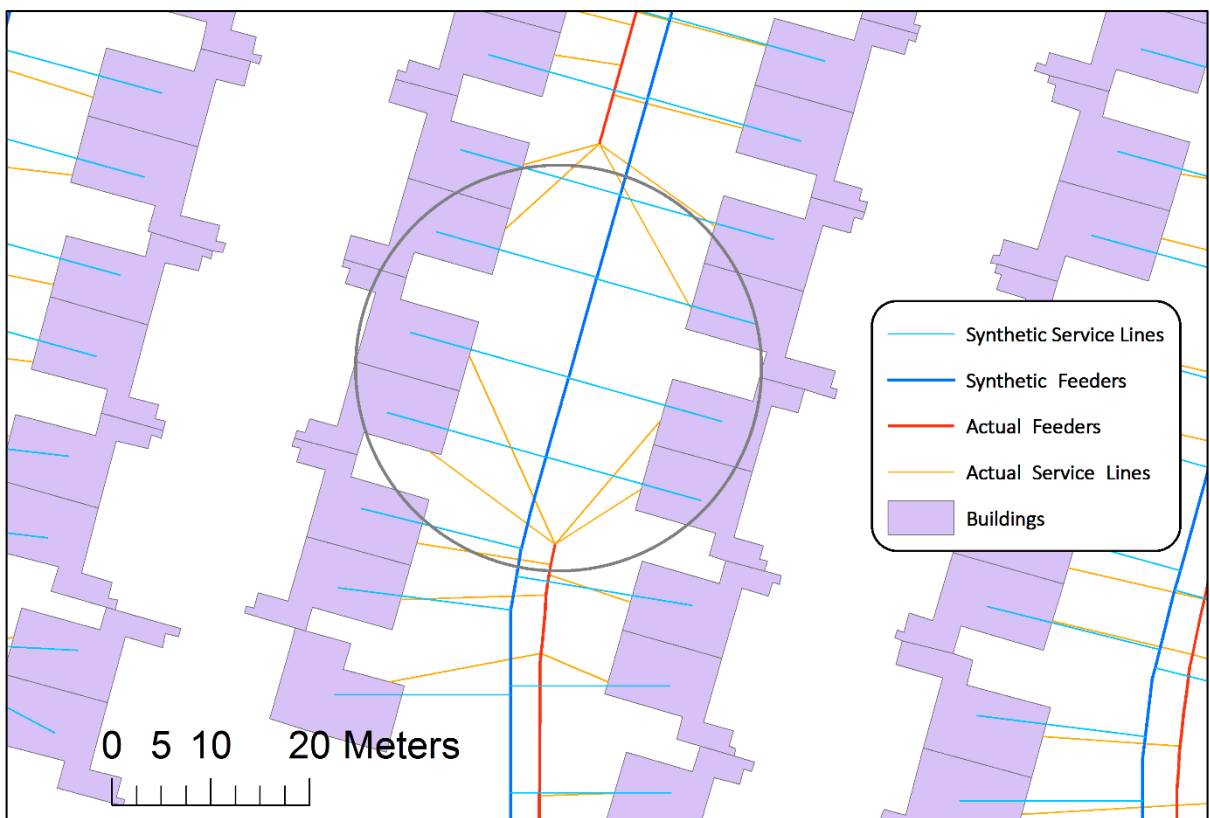 Synthetic Service Lines
Synthetic Feeders
Actual Feeders
Actual Service Lines
Buildings
0 5 10 20 Meters